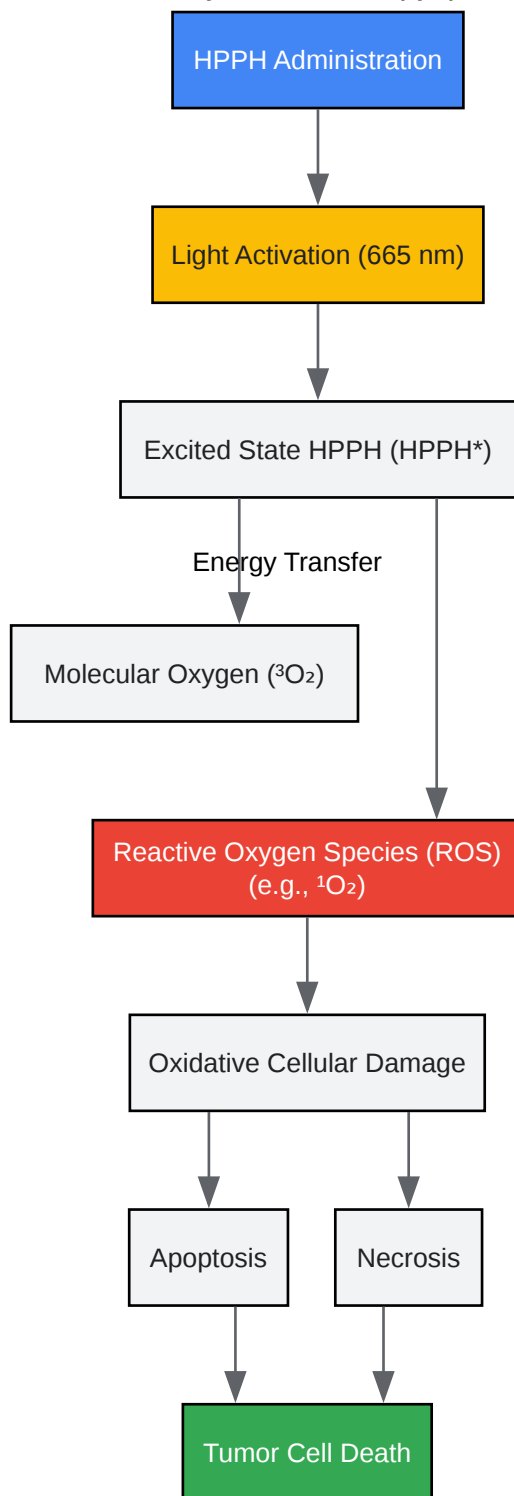 HPPH Administration
Light Activation (665 nm)
Excited State HPPH (HPPH*)
Energy Transfer
Molecular Oxygen (³O₂)
Reactive Oxygen Species (ROS)
(e.g., ¹O₂)
Oxidative Cellular Damage
Apoptosis Necrosis
Tumor Cell Death